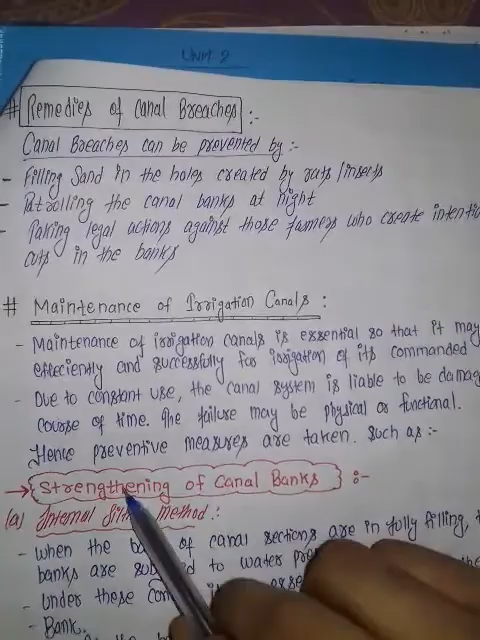 UNIT 2
# Remedies of Canal Breaches :-
Canal Breaches can be prevented by :-
- Filling Sand in the holes created by rats/insects
- Patrolling the canal banks at night
- Taking legal actions against those farmers who create intentio
cuts in the banks
# Maintenance of Irrigation Canals :
- Maintenance of irrigation canals is essential so that it may
effeciently and successfully for irrigation of its commanded
- Due to constant use, the canal system is liable to be damag
course of time. The failure may be physical or functional.
Hence preventive measures are taken. Such as :-
→ Strengthening of Canal Banks :-
(a) Internal method :
- when the of canal sections are in fully filling,
banks are to water
- Under these
- Bank.